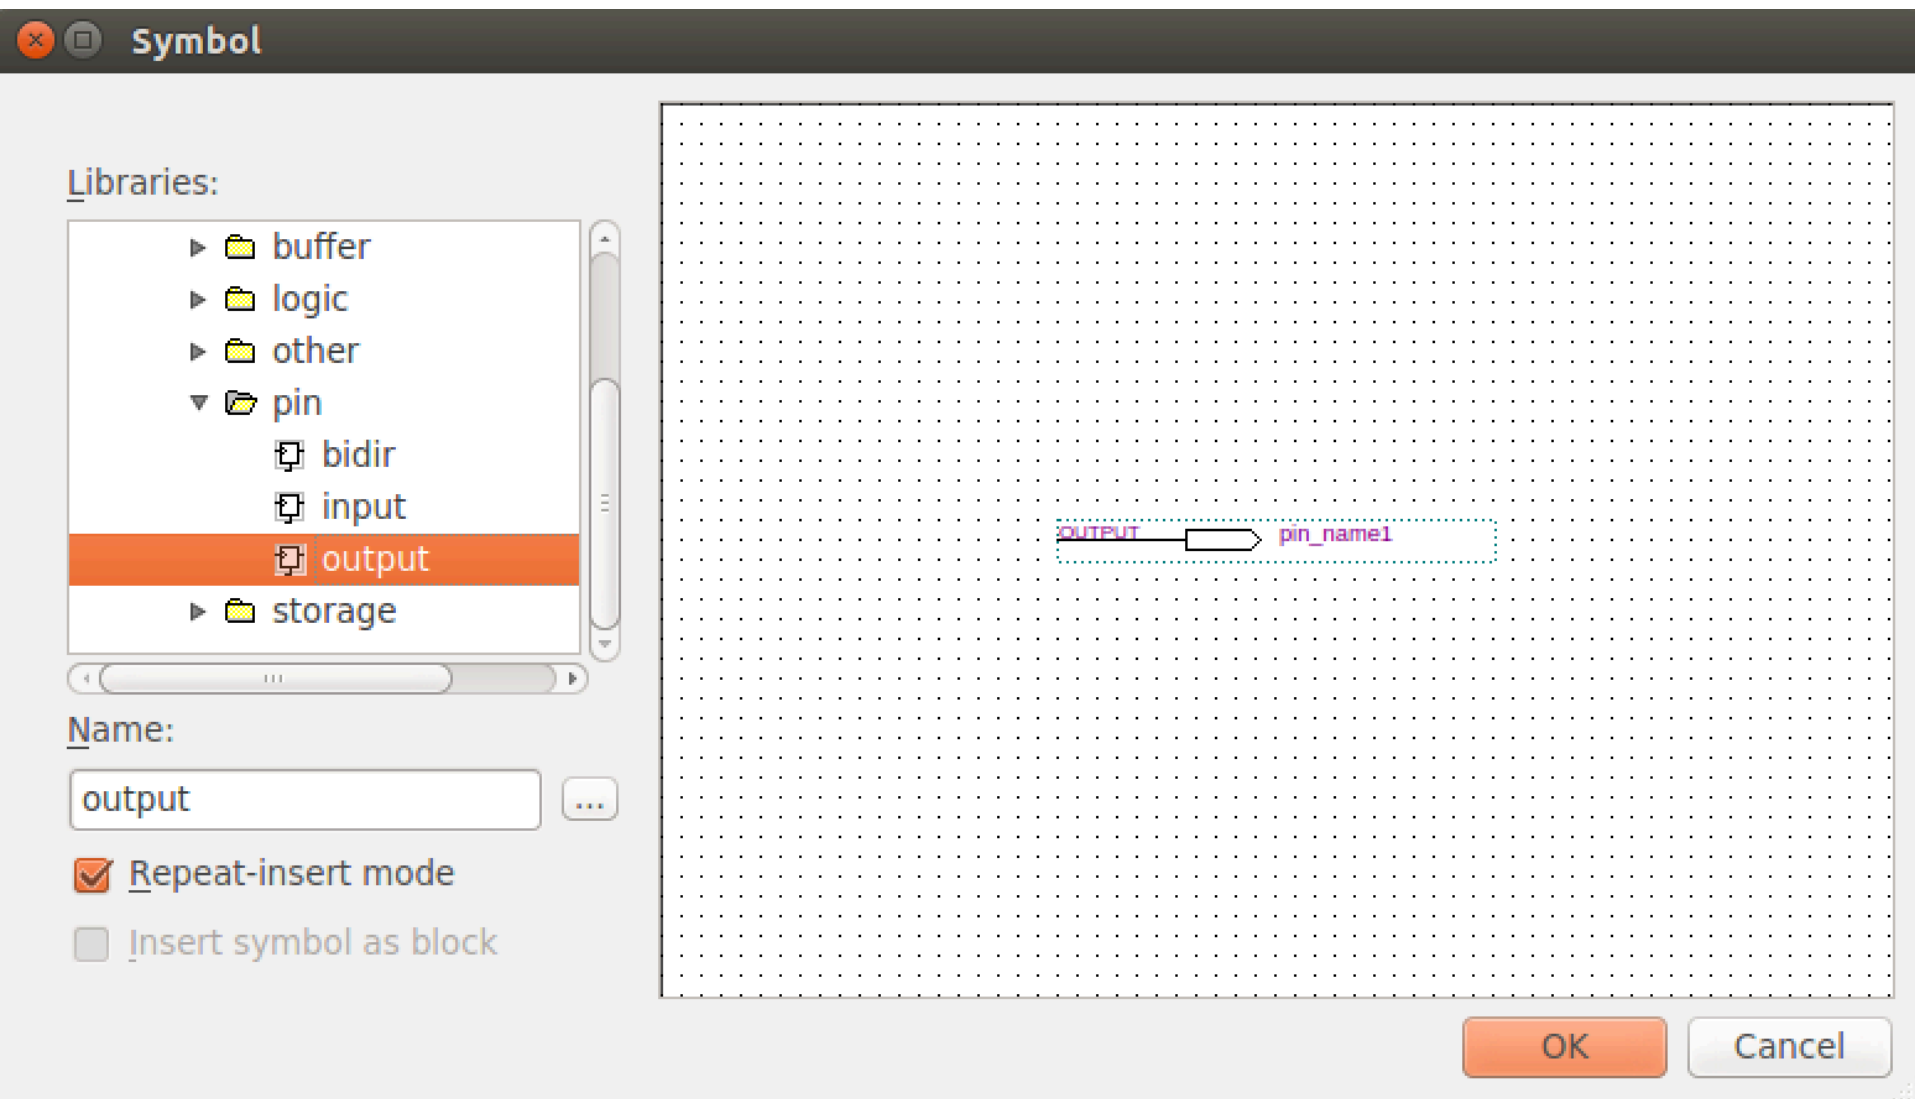 Symbol
Libraries:
buffer
logic
other
pin
bidir
input
output
storage
Name:
output
...
Repeat-insert mode
Insert symbol as block
OUTPUT
pin_name1
OK
Cancel